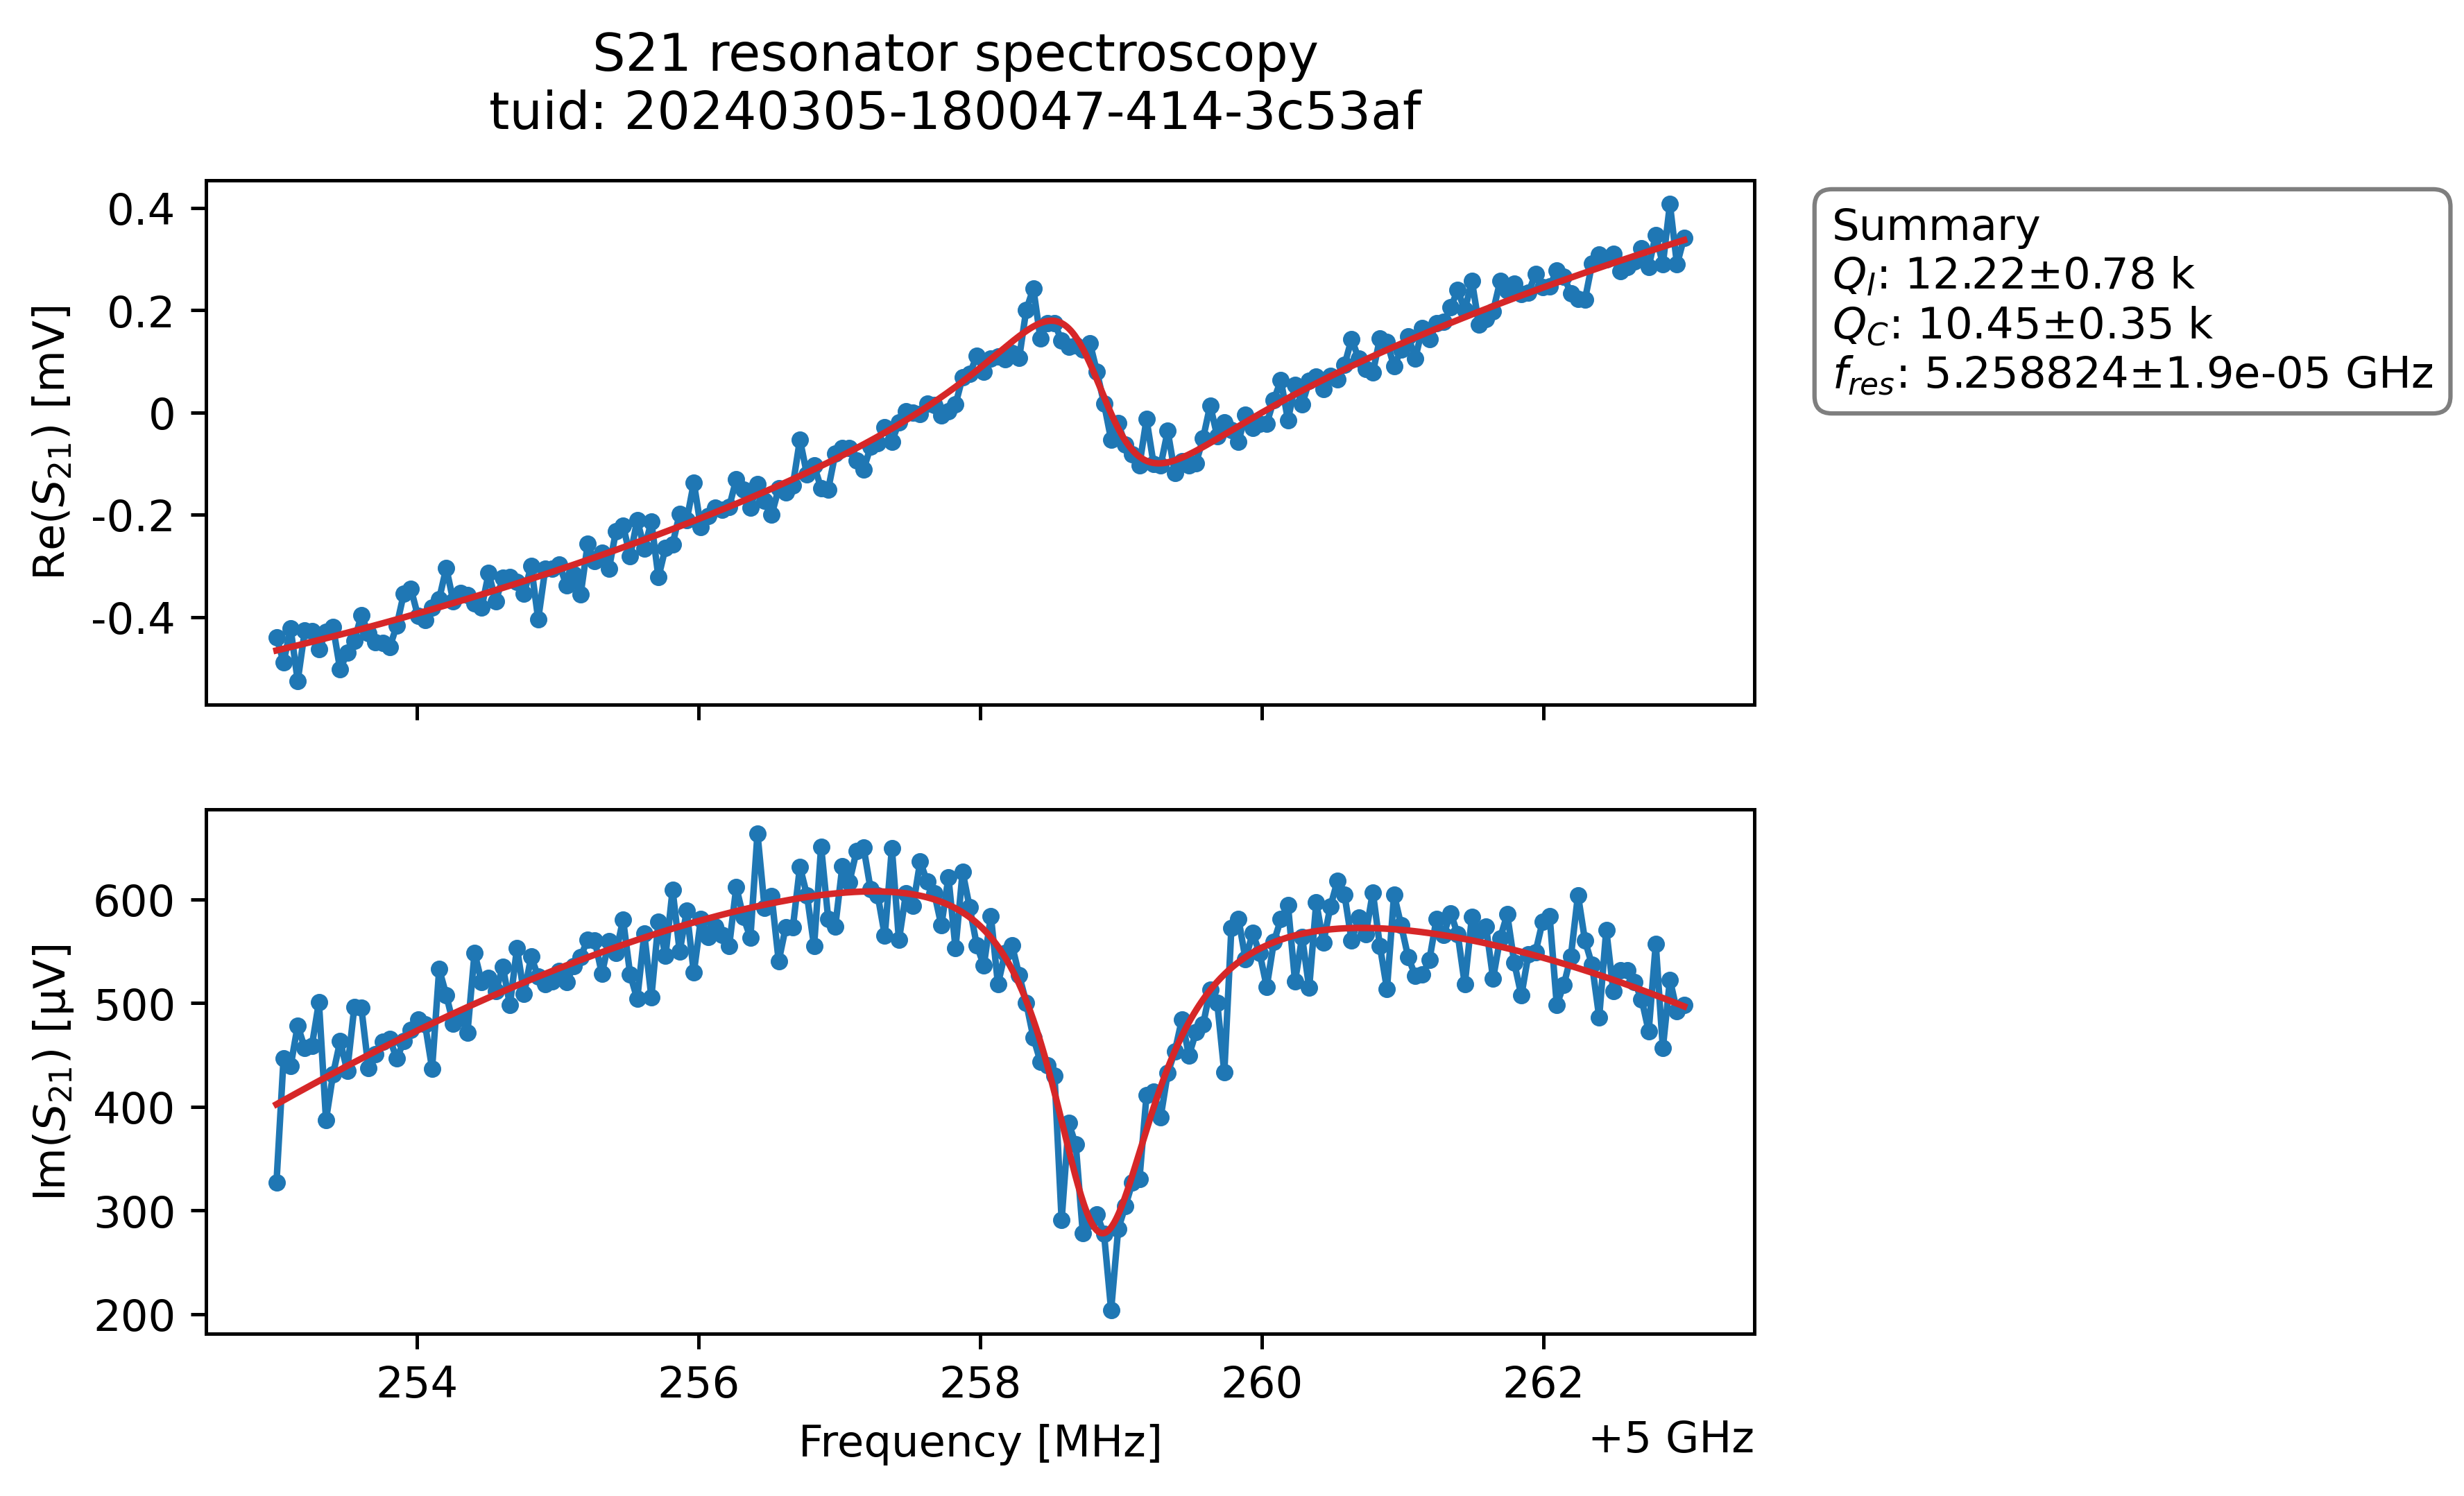 S21 resonator spectroscopy
tuid: 20240305-180047-414-3c53af
Re(S21) [mV]
0.4
0.2
0
-0.2
-0.4
Summary
QI: 12.22±0.78 k
QC: 10.45±0.35 k
fres: 5.258824±1.9e-05 GHz
Im(S21) [µV]
600
500
400
300
200
254 256 258 260 262
Frequency [MHz]
+5 GHz